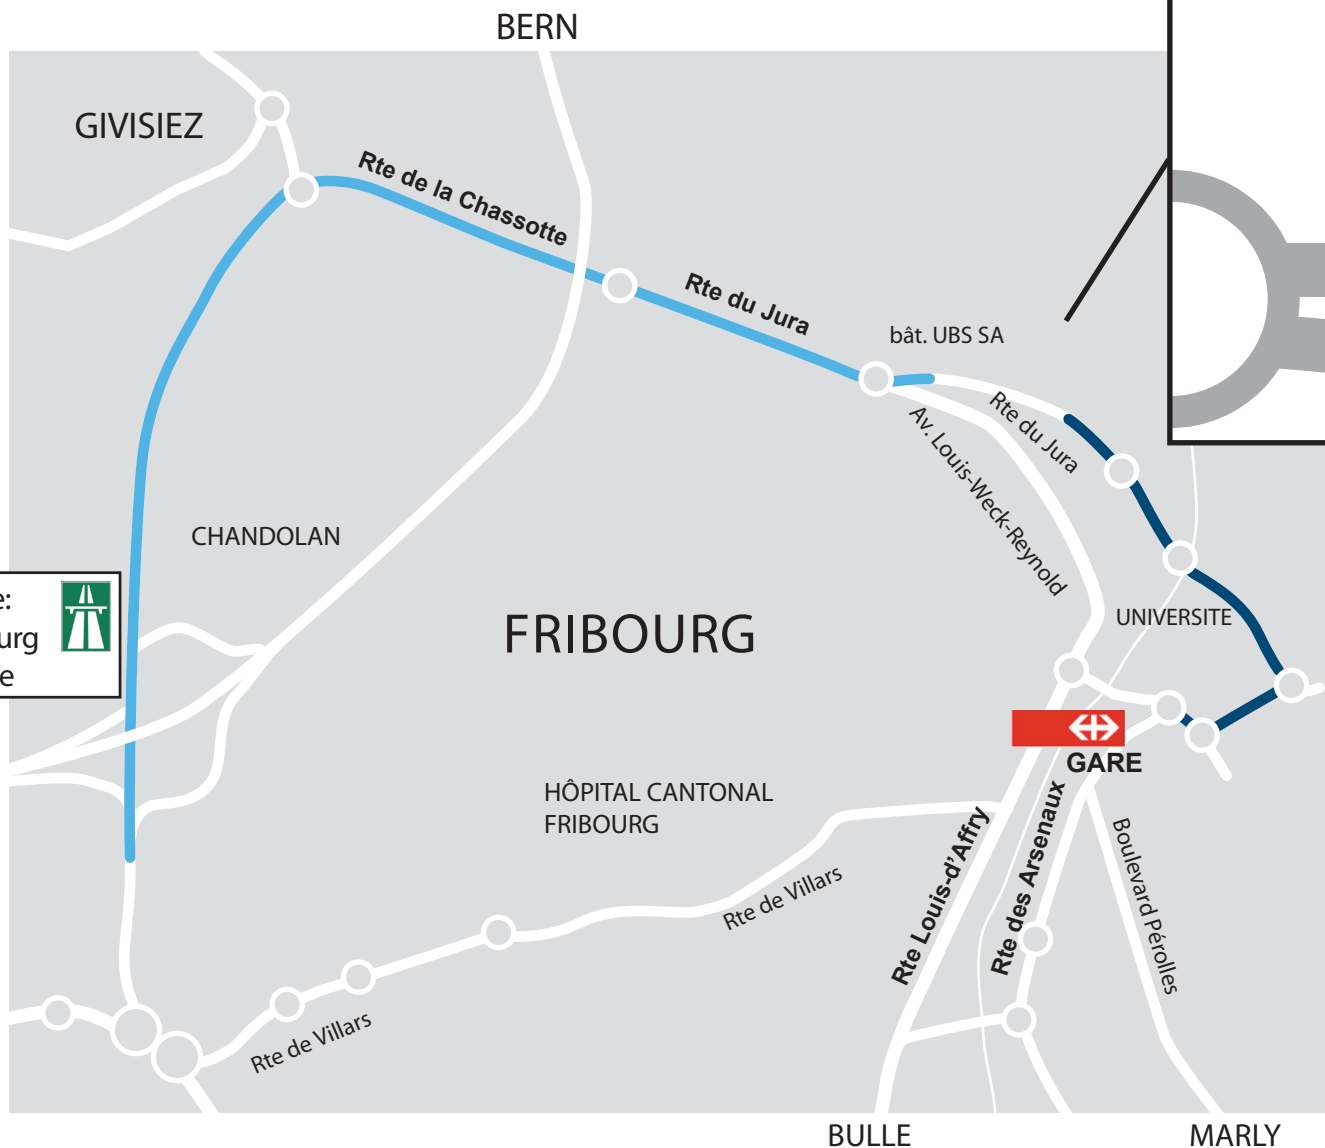 BERN
GIVISIEZ
Rte de la Chassotte
Rte du Jura
bât. UBS SA
Rte du Jura
Av. Louis-Weck-Reynold
CHANDOLAN
FRIBOURG
UNIVERSITE
GARE
HÔPITAL CANTONAL
FRIBOURG
Rte de Villars
Rte Louis-d'Affry
Rte des Arsenaux
Boulevard Pérolles
Rte de Villars
BULLE
MARLY